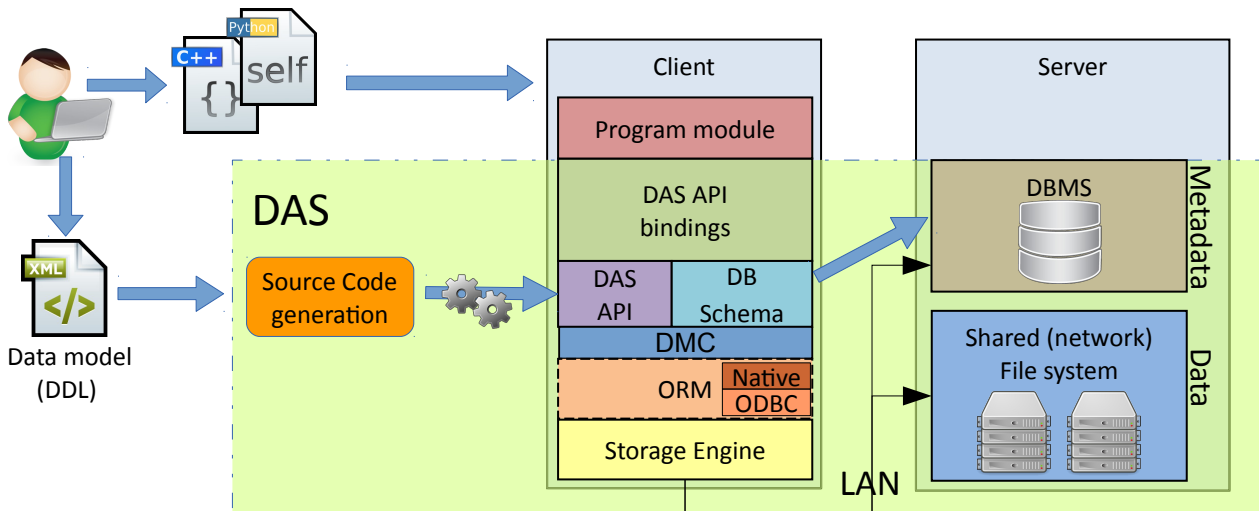 Python
C++
self
{}
Client
Server
Program module
DAS
DAS API
bindings
DBMS
Metadata
XML
</>
Source Code
generation
DAS
API
DB
Schema
DMC
Data model
(DDL)
ORM
Native
ODBC
Shared (network)
File system
Data
Storage Engine
LAN